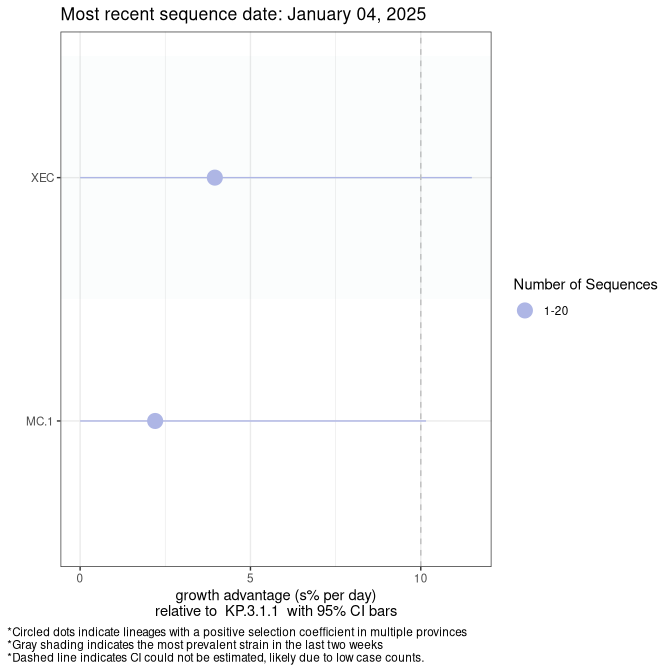 Most recent sequence date: January 04, 2025
XEC
MC.1
0
5
10
growth advantage (s% per day)
relative to  KP.3.1.1  with 95% CI bars
Number of Sequences
1-20
*Circled dots indicate lineages with a positive selection coefficient in multiple provinces
*Gray shading indicates the most prevalent strain in the last two weeks
*Dashed line indicates CI could not be estimated, likely due to low case counts.